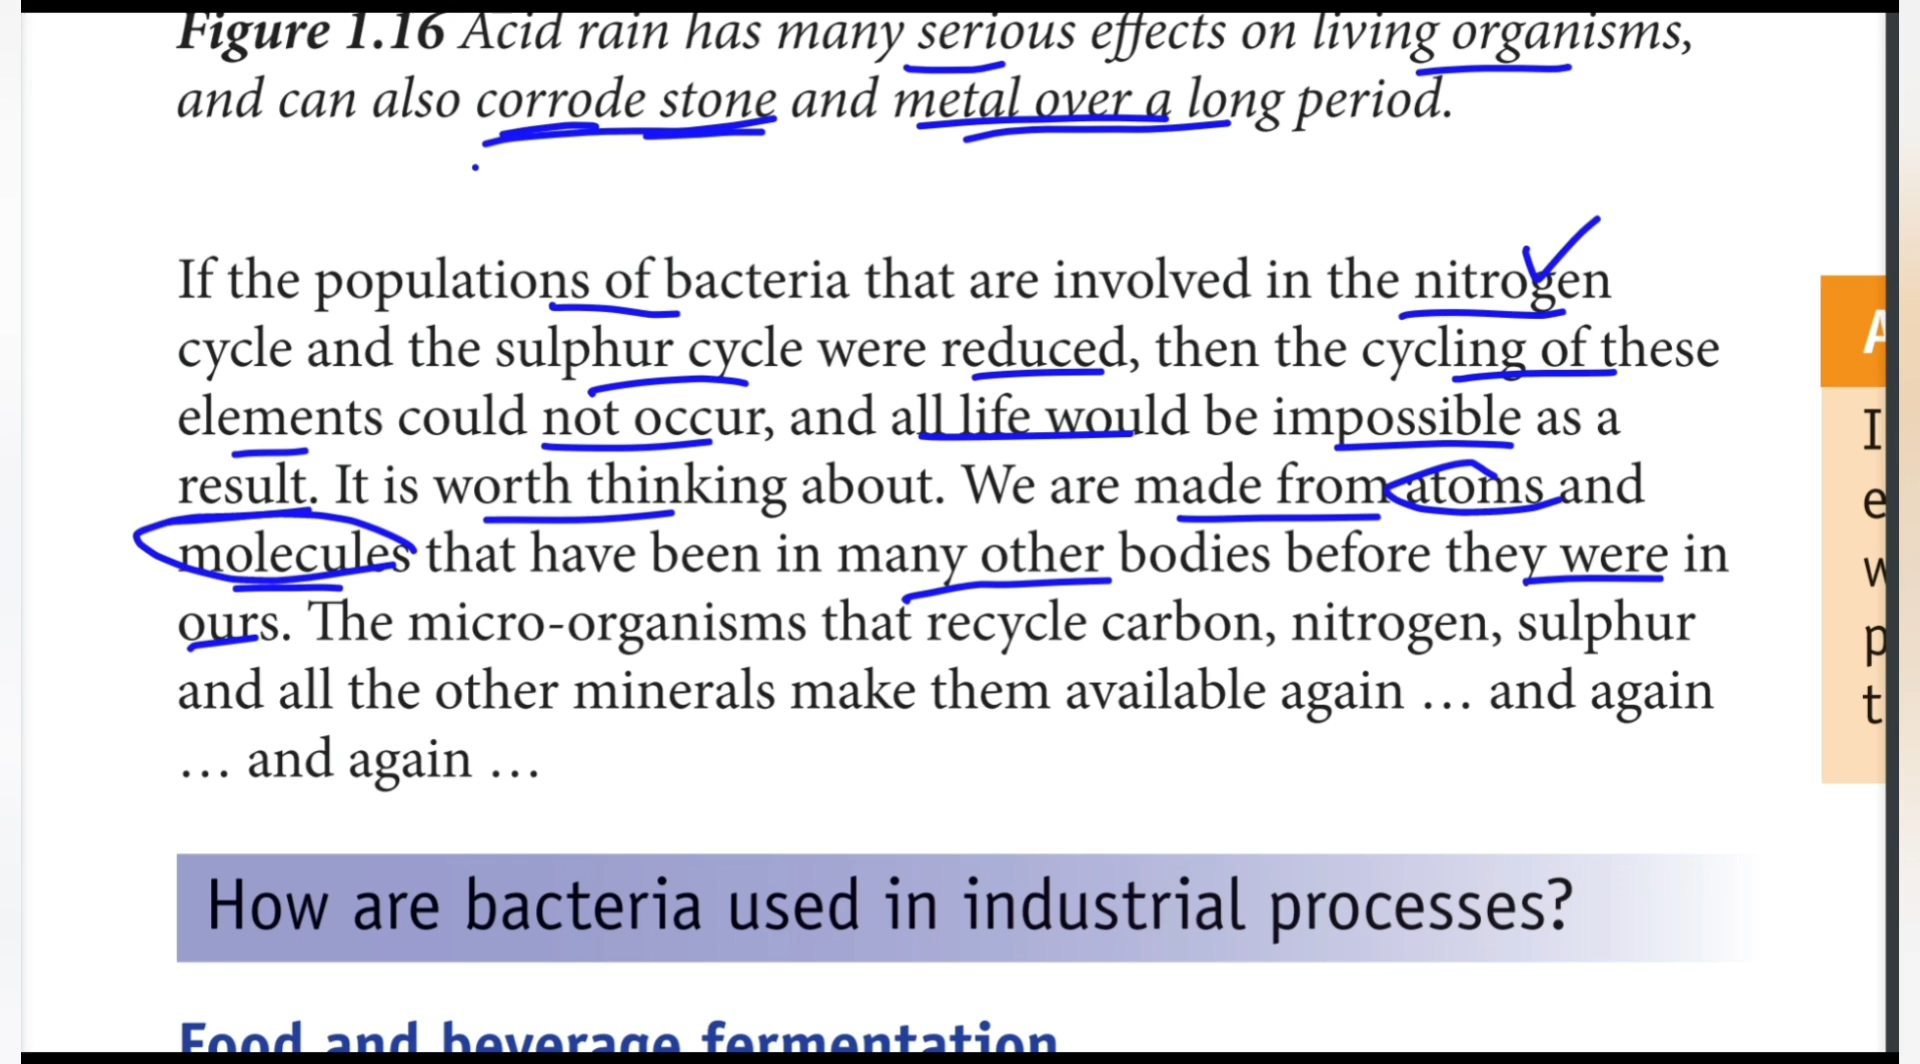 Figure 1.16 Acid rain has many serious effects on living organisms,
and can also corrode stone and metal over a long period.
If the populations of bacteria that are involved in the nitrogen
cycle and the sulphur cycle were reduced, then the cycling of these
elements could not occur, and all life would be impossible as a
result. It is worth thinking about. We are made from atoms and
molecules that have been in many other bodies before they were in
ours. The micro-organisms that recycle carbon, nitrogen, sulphur
and all the other minerals make them available again … and again
… and again …
How are bacteria used in industrial processes?
Food and beverage fermentation
A
I
e
w
p
t